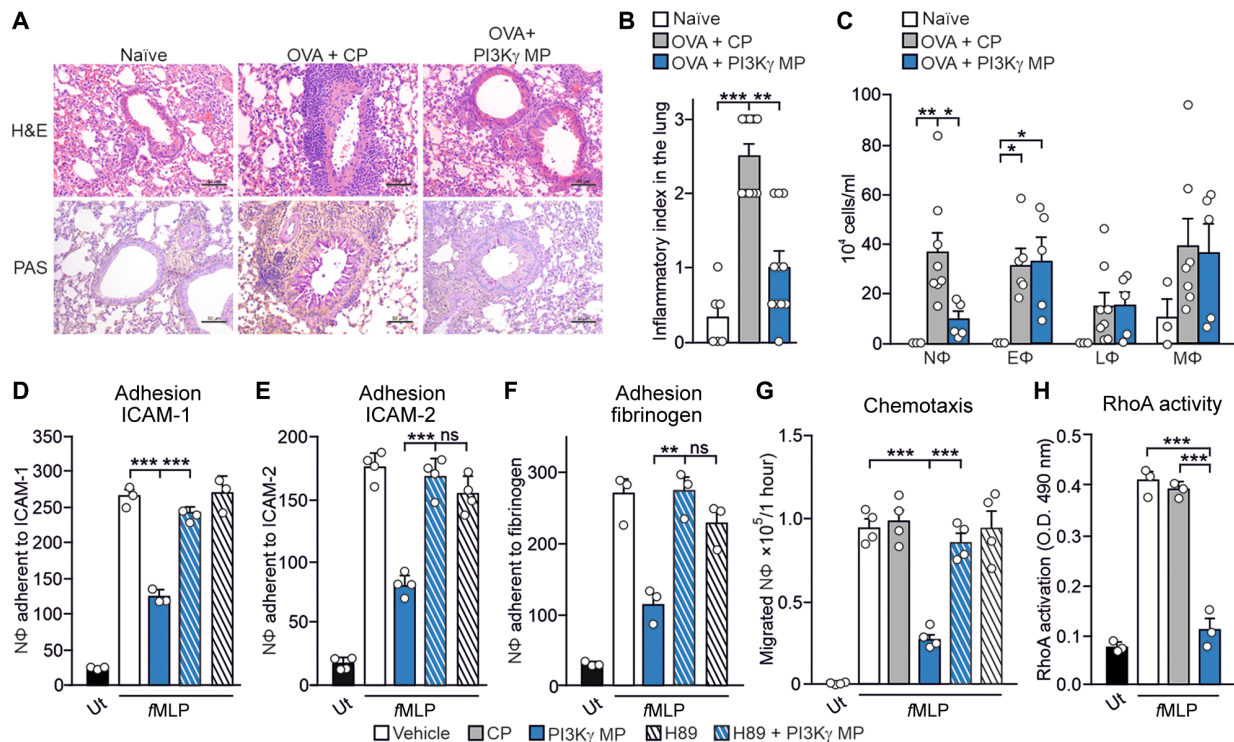 A
Naïve
OVA + CP
OVA+
PI3Kγ MP
H&E
PAS
50 µm
B
Naïve
OVA + CP
OVA + PI3Kγ MP
*** **
Inflammatory index in the lung
3
2
1
0
C
Naïve
OVA + CP
OVA + PI3Kγ MP
10⁴ cells/ml
100
80
60
40
20
0
** *
*
*
NΦ EΦ LΦ MΦ
D
Adhesion
ICAM-1
NΦ adherent to ICAM-1
350
300
250
200
150
100
50
0
*** ***
Ut
fMLP
E
Adhesion
ICAM-2
NΦ adherent to ICAM-2
200
150
100
50
0
*** ns
Ut
fMLP
F
Adhesion
fibrinogen
NΦ adherent to fibrinogen
300
200
100
0
** ns
Ut
fMLP
G
Chemotaxis
Migrated NΦ ×10⁵/1 hour
1.5
1.0
0.5
0
*** ***
Ut
fMLP
H
RhoA activity
RhoA activation (O.D. 490 nm)
0.5
0.4
0.3
0.2
0.1
0.0
***
***
Ut
fMLP
Vehicle CP PI3Kγ MP H89 H89 + PI3Kγ MP